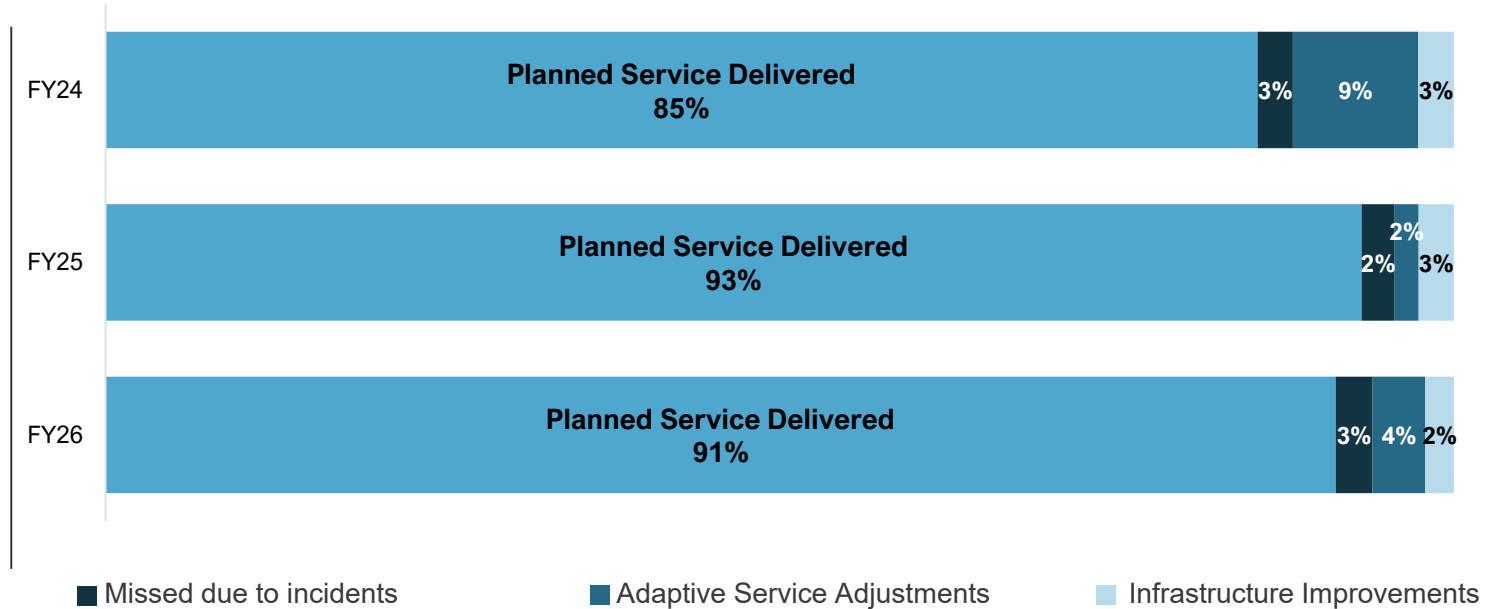 FY24
Planned Service Delivered
85%
3%
9%
3%
FY25
Planned Service Delivered
93%
2%
2%
3%
FY26
Planned Service Delivered
91%
3%
4%
2%
Missed due to incidents
Adaptive Service Adjustments
Infrastructure Improvements